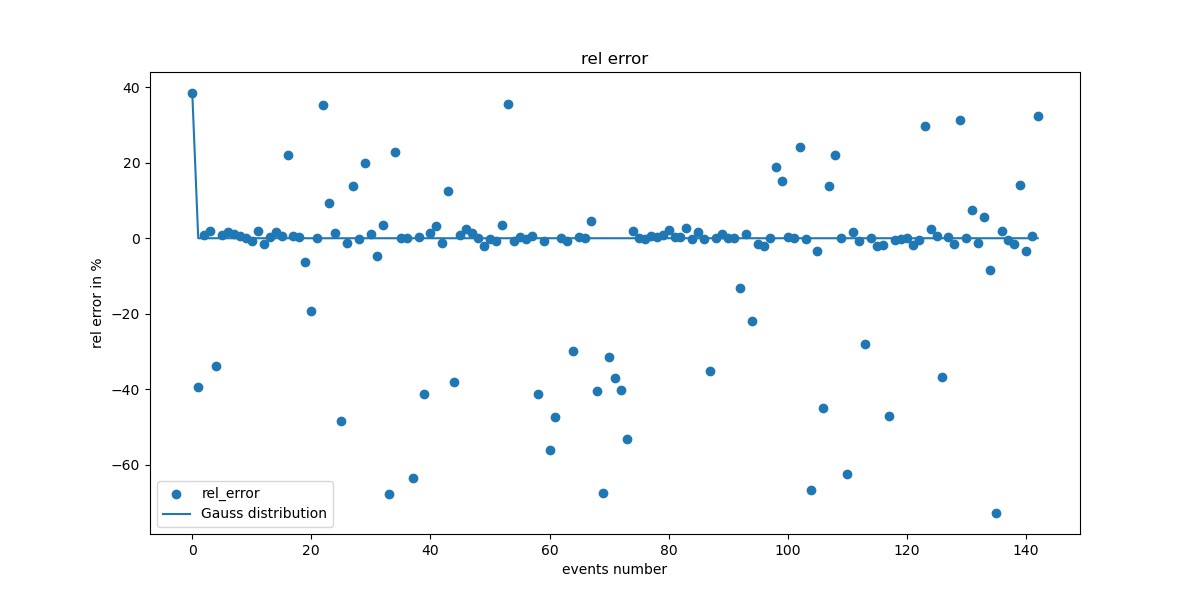 rel error
40
20
0
−20
−40
−60
rel error in %
rel_error
Gauss distribution
0 20 40 60 80 100 120 140
events number